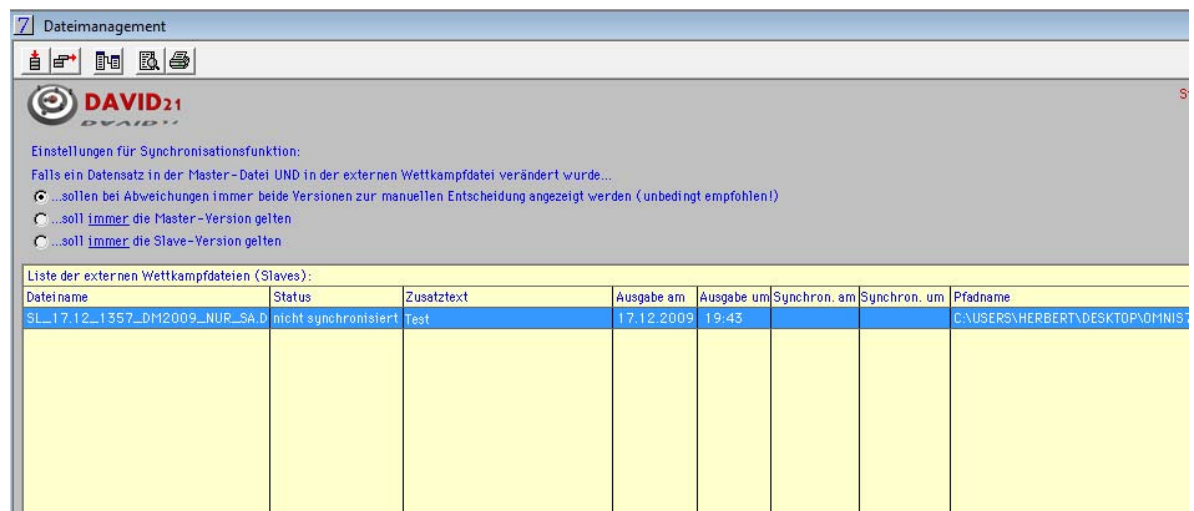 7 Dateimanagement
DAVID21
Einstellungen für Synchronisationsfunktion:
Falls ein Datensatz in der Master-Datei UND in der externen Wettkampfdatei verändert wurde...
...sollen bei Abweichungen immer beide Versionen zur manuellen Entscheidung angezeigt werden (unbedingt empfohlen!)
...soll immer die Master-Version gelten
...soll immer die Slave-Version gelten
Liste der externen Wettkampfdateien (Slaves):
Dateiname Status Zusatztext Ausgabe am Ausgabe um Synchron. am Synchron. um Pfadname
SL_17.12_1357_DM2009_NUR_SA.D nicht synchronisiert Test 17.12.2009 19:43 C:\USERS\HERBERT\DESKTOP\OMNIS7